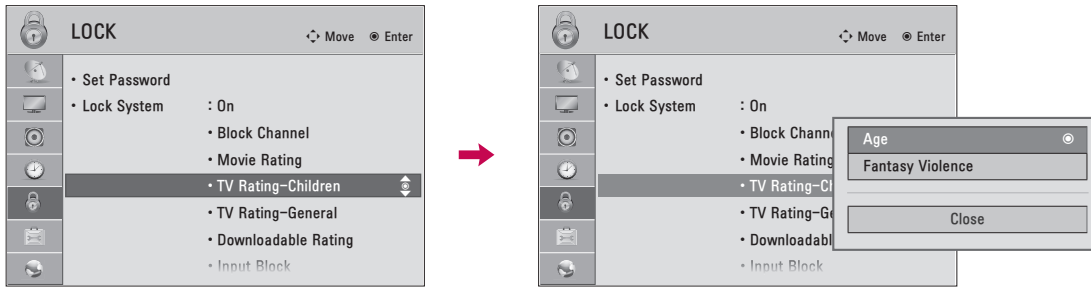 LOCK
Move Enter
• Set Password
• Lock System : On
• Block Channel
• Movie Rating
• TV Rating-Children
• TV Rating-General
• Downloadable Rating
• Input Block
LOCK
Move Enter
• Set Password
• Lock System : On
• Block Chann
• Movie Rating
• TV Rating-Ch
• TV Rating-Ge
• Downloadabl
• Input Block
Age
Fantasy Violence
Close